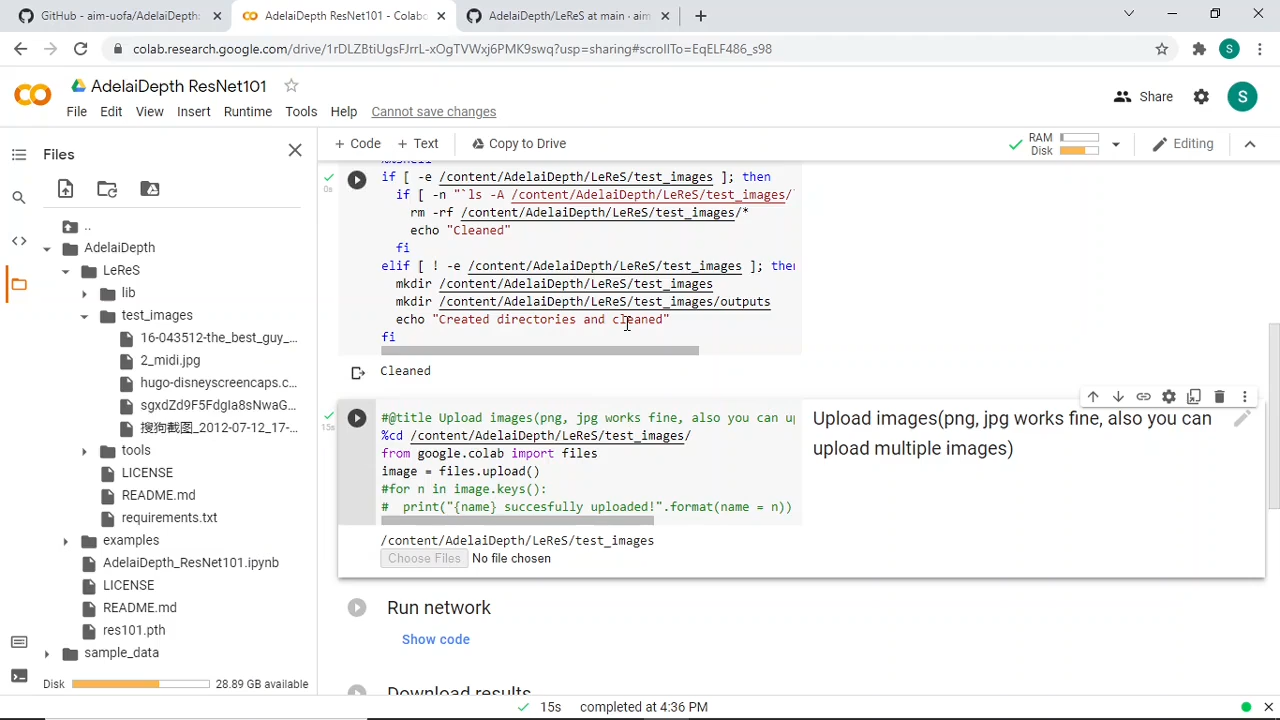 GitHub - aim-uofa/AdelaiDepth:
AdelaiDepth ResNet101 - Colabo
AdelaiDepth/LeReS at main · aim
colab.research.google.com/drive/1rDLZBtiUgsFJrrL-xOgTVWxj6PMK9swq?usp=sharing#scrollTo=EqELF486_s98
S
AdelaiDepth ResNet101
File Edit View Insert Runtime Tools Help Cannot save changes
Share
S
+ Code + Text Copy to Drive
RAM
Disk
Editing
Files
..
AdelaiDepth
LeReS
lib
test_images
16-043512-the_best_guy_...
2_midi.jpg
hugo-disneyscreencaps.c...
sgxdZd9F5FdgIa8sNwaG...
搜狗截图_2012-07-12_17-...
tools
LICENSE
README.md
requirements.txt
examples
AdelaiDepth_ResNet101.ipynb
LICENSE
README.md
res101.pth
sample_data
Disk 28.89 GB available
%%shell
0s
if [ -e /content/AdelaiDepth/LeReS/test_images ]; then
if [ -n "`ls -A /content/AdelaiDepth/LeReS/test_images/`
rm -rf /content/AdelaiDepth/LeReS/test_images/*
echo "Cleaned"
fi
elif [ ! -e /content/AdelaiDepth/LeReS/test_images ]; then
mkdir /content/AdelaiDepth/LeReS/test_images
mkdir /content/AdelaiDepth/LeReS/test_images/outputs
echo "Created directories and cleaned"
fi
Cleaned
15s
#@title Upload images(png, jpg works fine, also you can up
%cd /content/AdelaiDepth/LeReS/test_images/
from google.colab import files
image = files.upload()
#for n in image.keys():
# print("{name} succesfully uploaded!".format(name = n))
Upload images(png, jpg works fine, also you can
upload multiple images)
/content/AdelaiDepth/LeReS/test_images
Choose Files No file chosen
Run network
Show code
Download results
15s completed at 4:36 PM